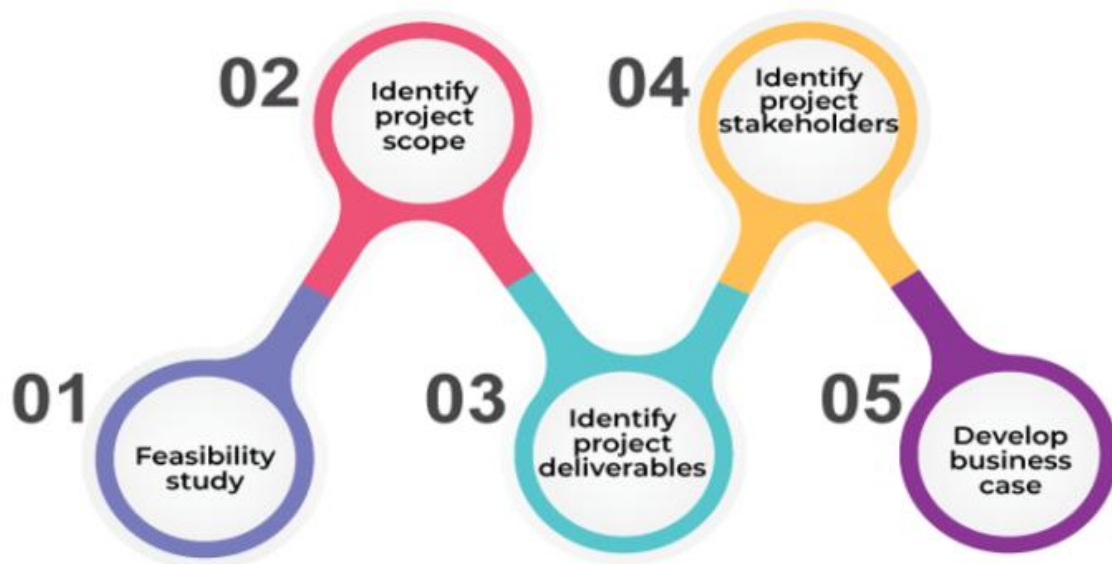 01
Feasibility
study
02
Identify
project
scope
03
Identify
project
deliverables
04
Identify
project
stakeholders
05
Develop
business
case